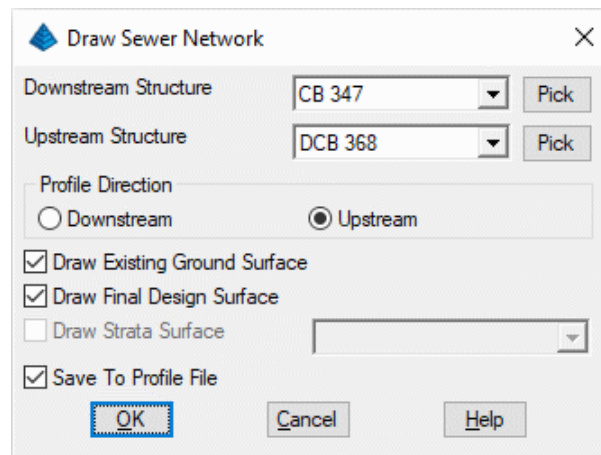 Draw Sewer Network
Downstream Structure CB 347 Pick
Upstream Structure DCB 368 Pick
Profile Direction
Downstream Upstream
Draw Existing Ground Surface
Draw Final Design Surface
Draw Strata Surface
Save To Profile File
OK Cancel Help